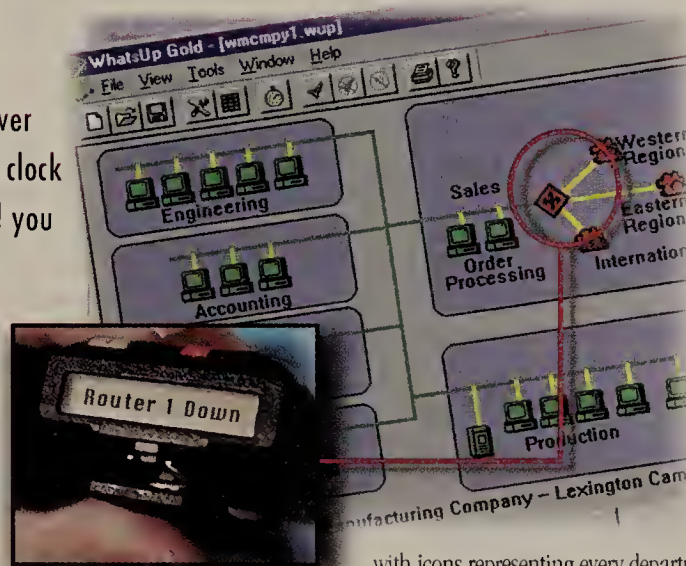 WhatsUp Gold - [wmcmpy1.wup]
File View Tools Window Help
ver
clock
you
Engineering
Accounting
Sales
Order
Processing
Western
Region
Eastern
Region
Internation
Production
nufacturing Company – Lexington Cam
Router 1 Down
with icons representing every depart